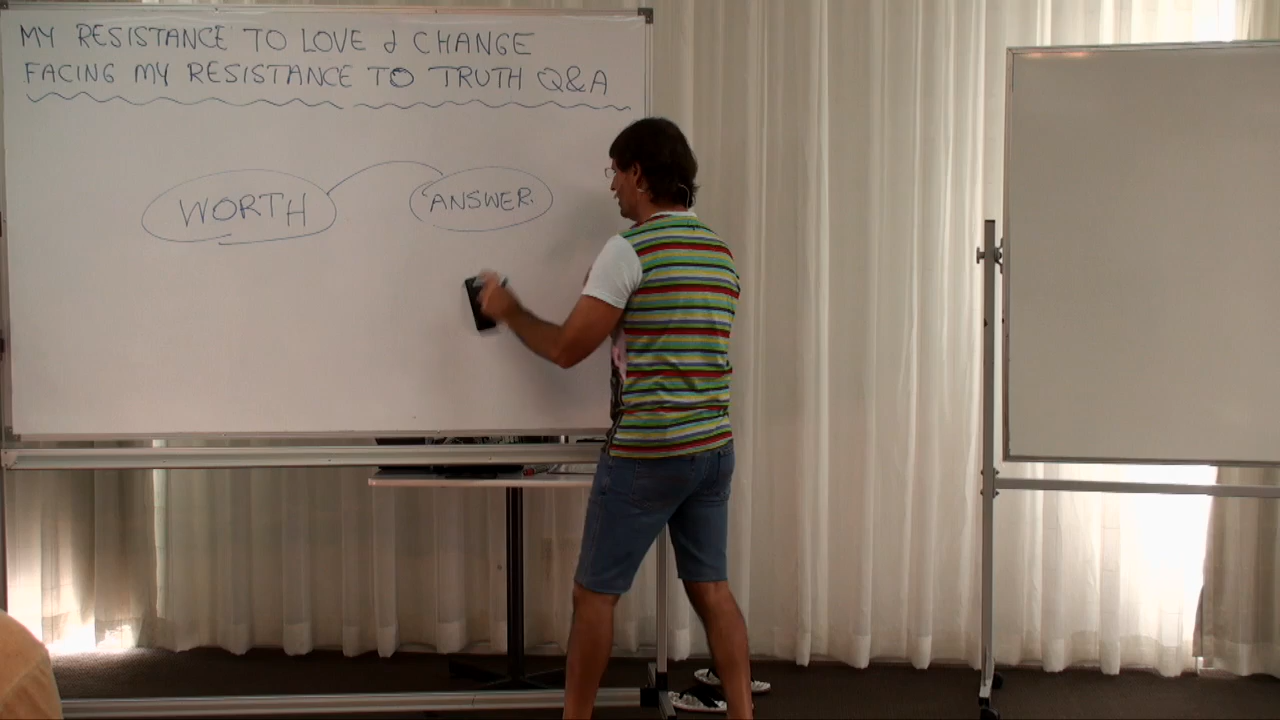 MY RESISTANCE TO LOVE & CHANGE
FACING MY RESISTANCE TO TRUTH Q&A
WORTH ANSWER.